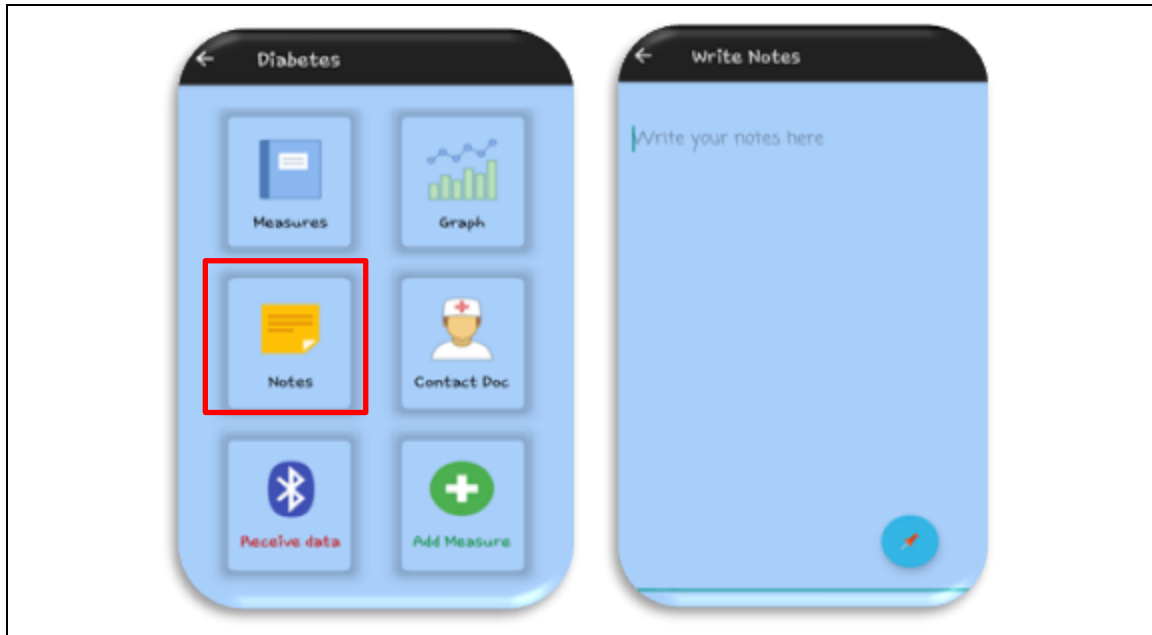 Diabetes
Measures
Graph
Notes
Contact Doc
Receive data
Add Measure
Write Notes
Write your notes here